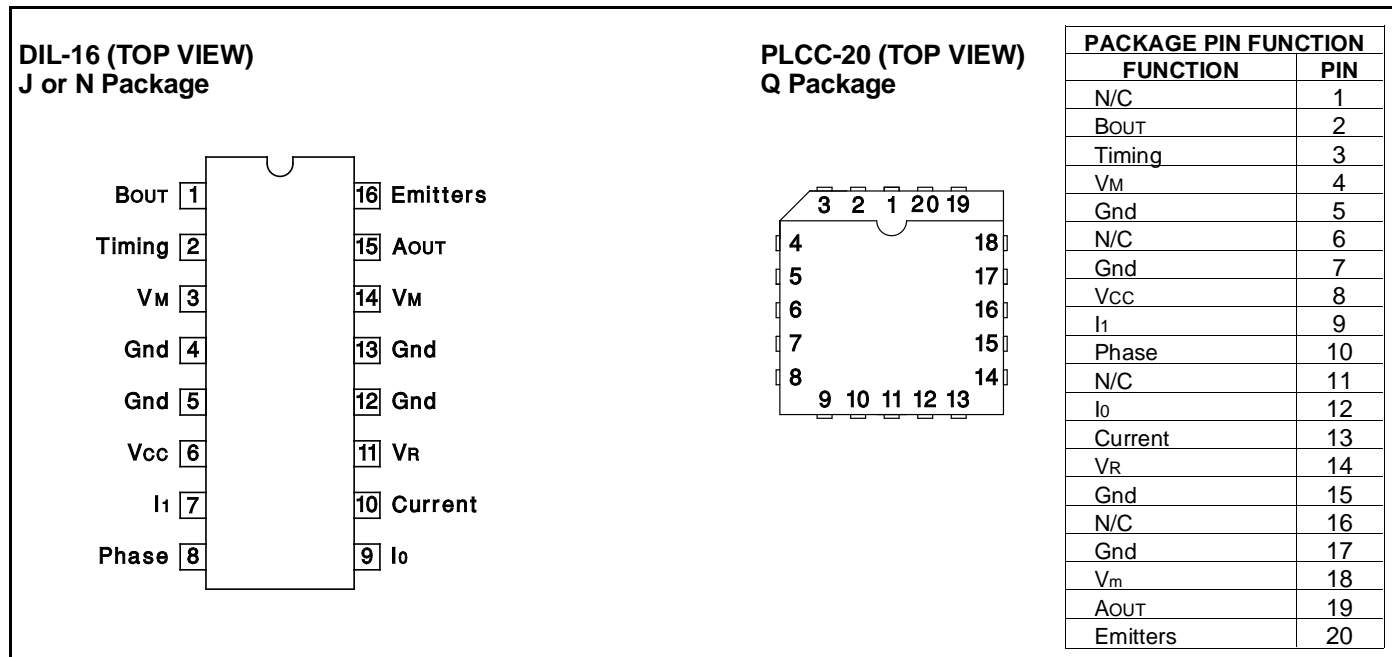 DIL-16 (TOP VIEW)
J or N Package
BOUT 1
Timing 2
VM 3
Gnd 4
Gnd 5
VCC 6
I1 7
Phase 8
16 Emitters
15 AOUT
14 VM
13 Gnd
12 Gnd
11 VR
10 Current
9 I0
PLCC-20 (TOP VIEW)
Q Package
3 2 1 20 19
4 18
5 17
6 16
7 15
8 14
9 10 11 12 13
PACKAGE PIN FUNCTION
FUNCTION PIN
N/C 1
BOUT 2
Timing 3
VM 4
Gnd 5
N/C 6
Gnd 7
VCC 8
I1 9
Phase 10
N/C 11
I0 12
Current 13
VR 14
Gnd 15
N/C 16
Gnd 17
Vm 18
AOUT 19
Emitters 20